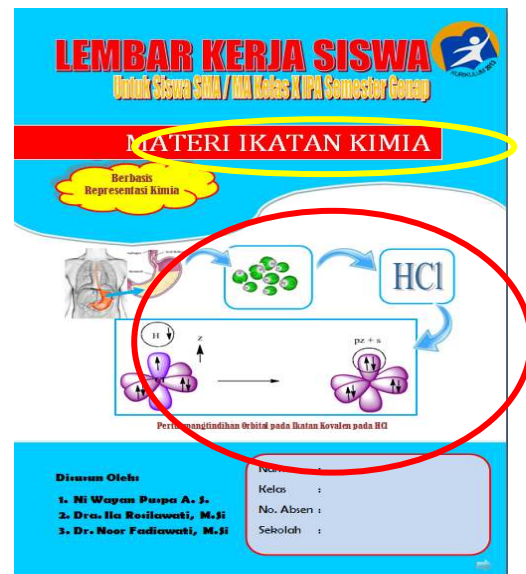 LEMBAR KERJA SISWA
Untuk Siswa SMA / MA Kelas X IPA Semester Genap
KURIKULUM 2013
MATERI IKATAN KIMIA
Berbasis
Representasi Kimia
HCl
H
z
pz + s
Pertumpangtindihan Orbital pada Ikatan Kovalen pada HCl
Disusun Oleh:
1. Ni Wayan Puspa A. S.
2. Dra. Ila Rosilawati, M.Si
3. Dr. Noor Fadiawati, M.Si
Nama :
Kelas :
No. Absen :
Sekolah :